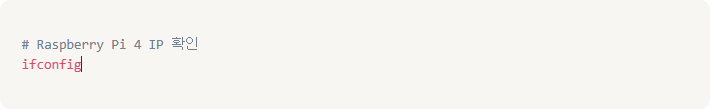 # Raspberry Pi 4 IP 확인
ifconfig